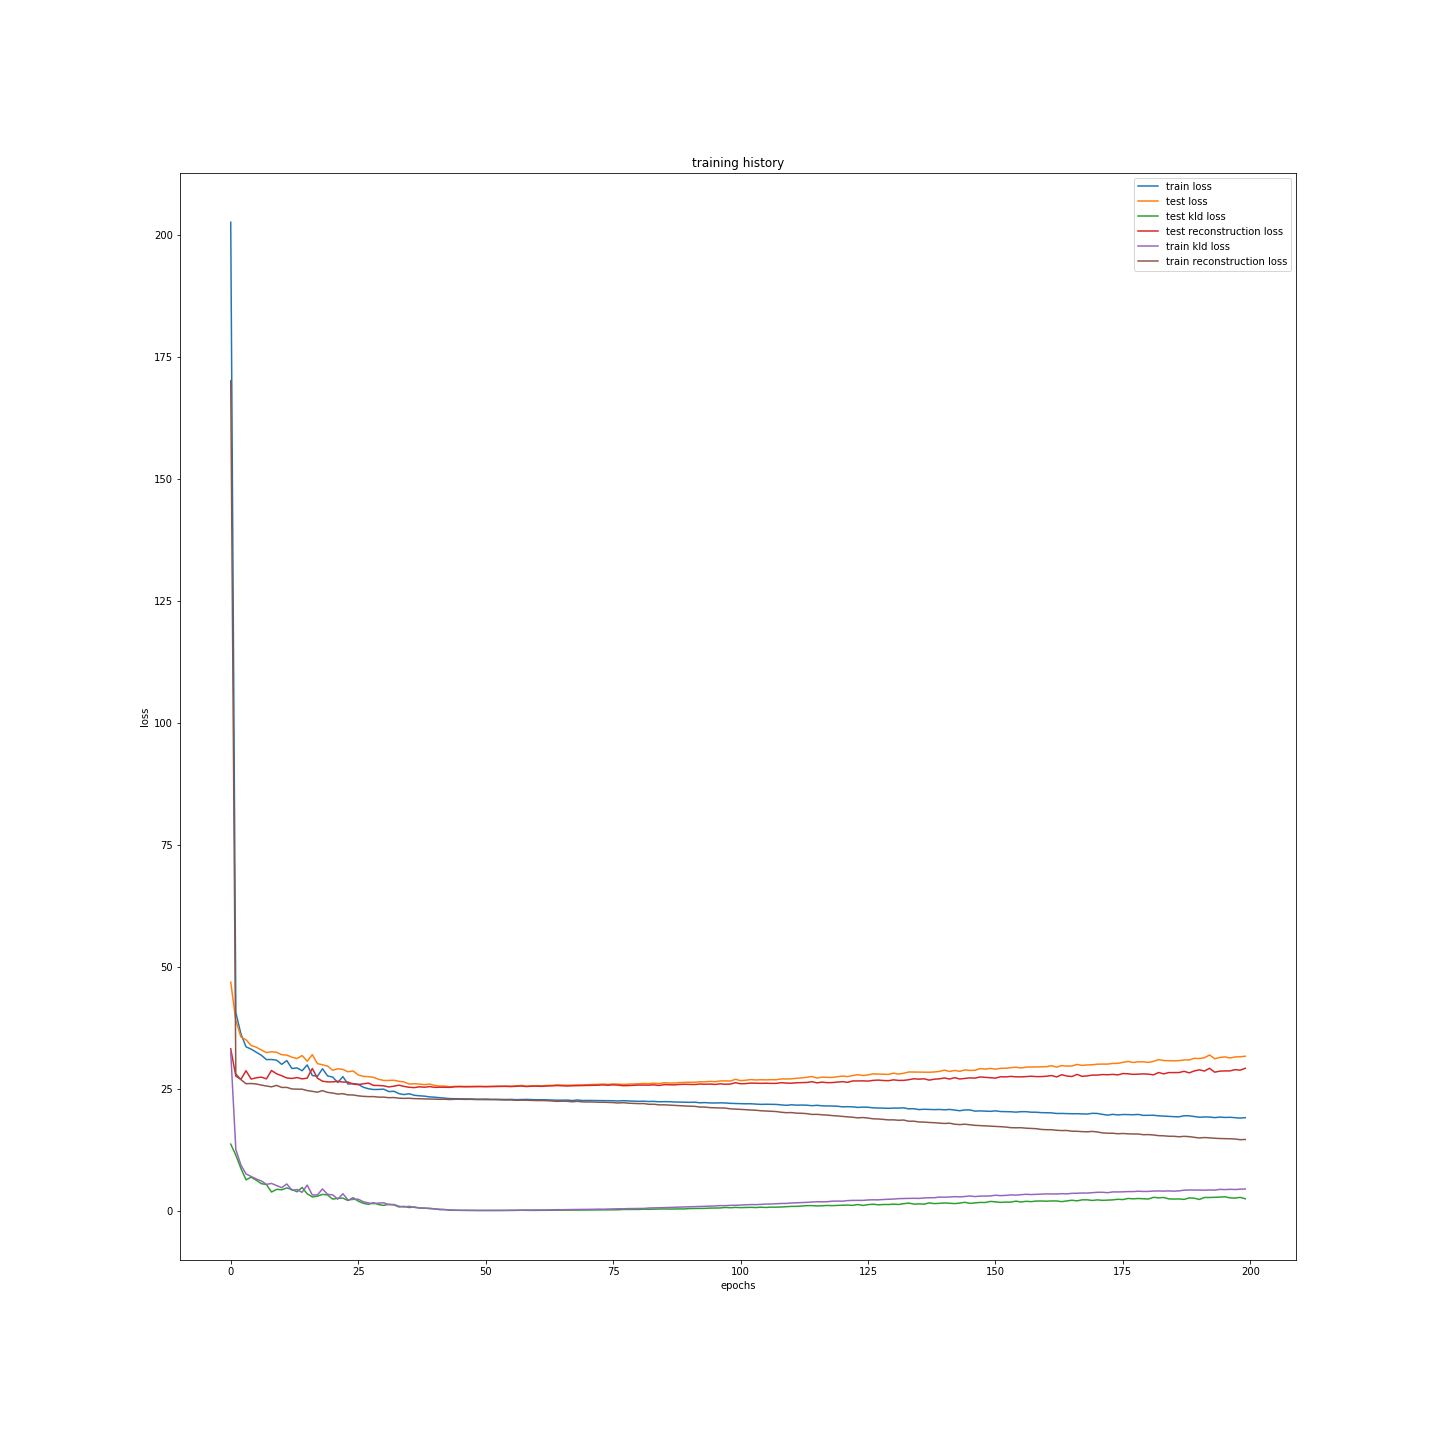 training history
train loss
test loss
test kld loss
test reconstruction loss
train kld loss
train reconstruction loss
200
175
150
125
100
75
50
25
0
loss
0 25 50 75 100 125 150 175 200
epochs